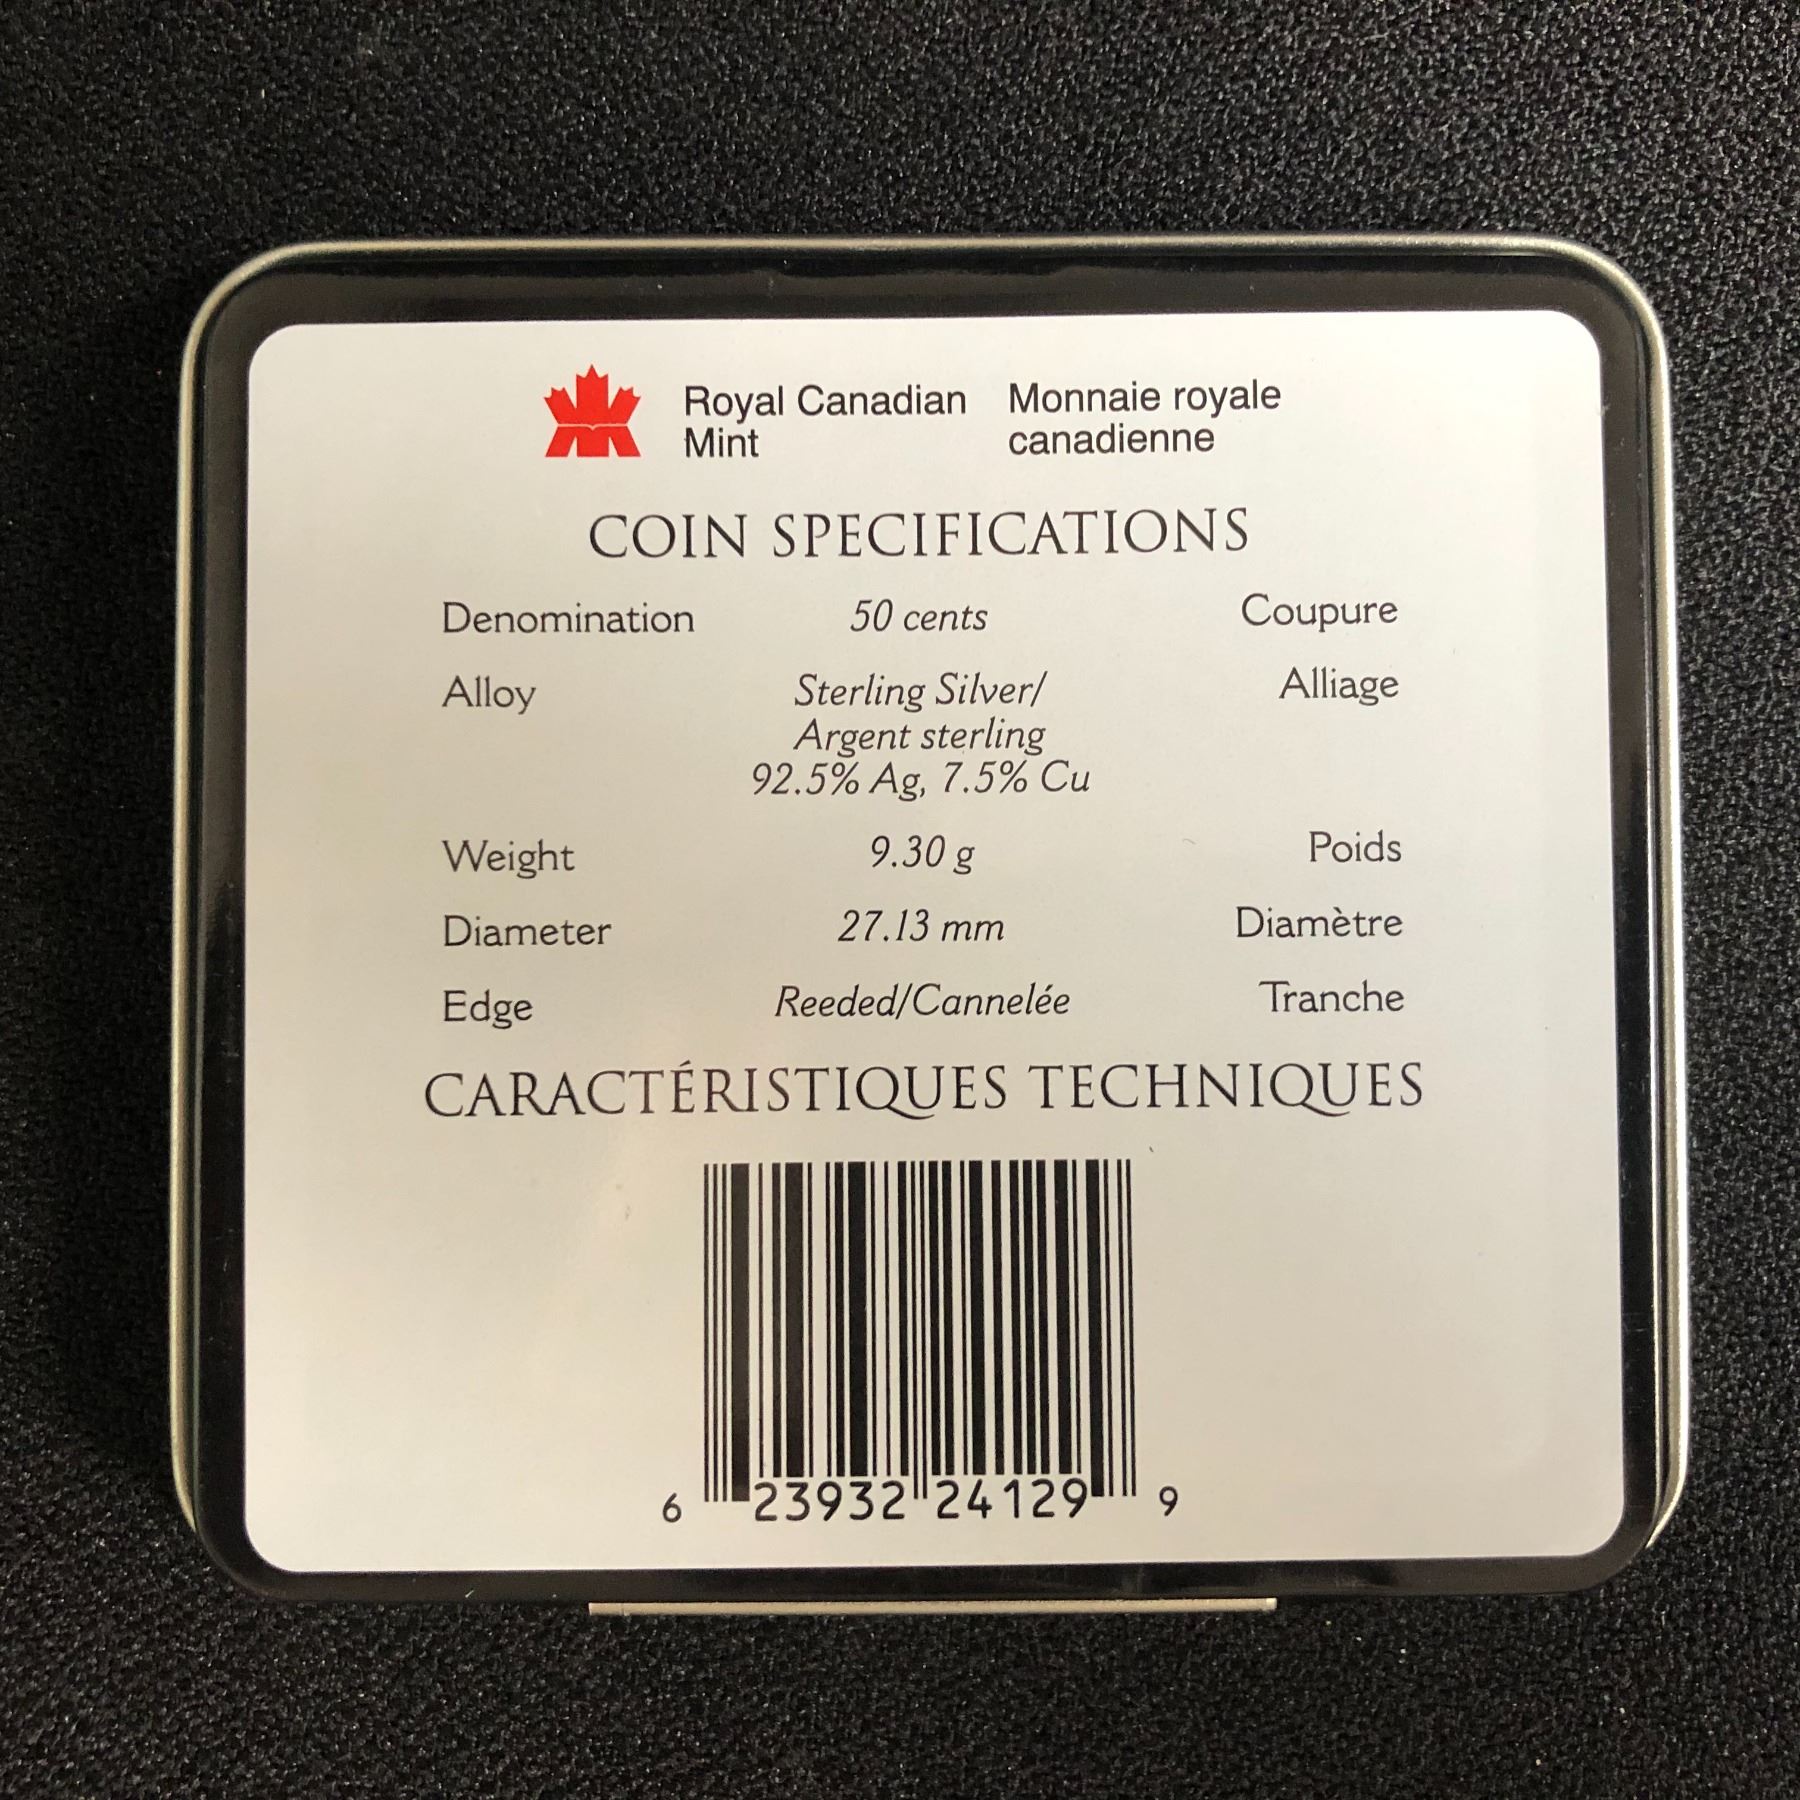 Royal Canadian Mint
Monnaie royale canadienne
COIN SPECIFICATIONS
Denomination 50 cents Coupure
Alloy Sterling Silver/ Alliage
Argent sterling
92.5% Ag, 7.5% Cu
Weight 9.30 g Poids
Diameter 27.13 mm Diamètre
Edge Reeded/Cannelée Tranche
CARACTÉRISTIQUES TECHNIQUES
6 23932 24129 9